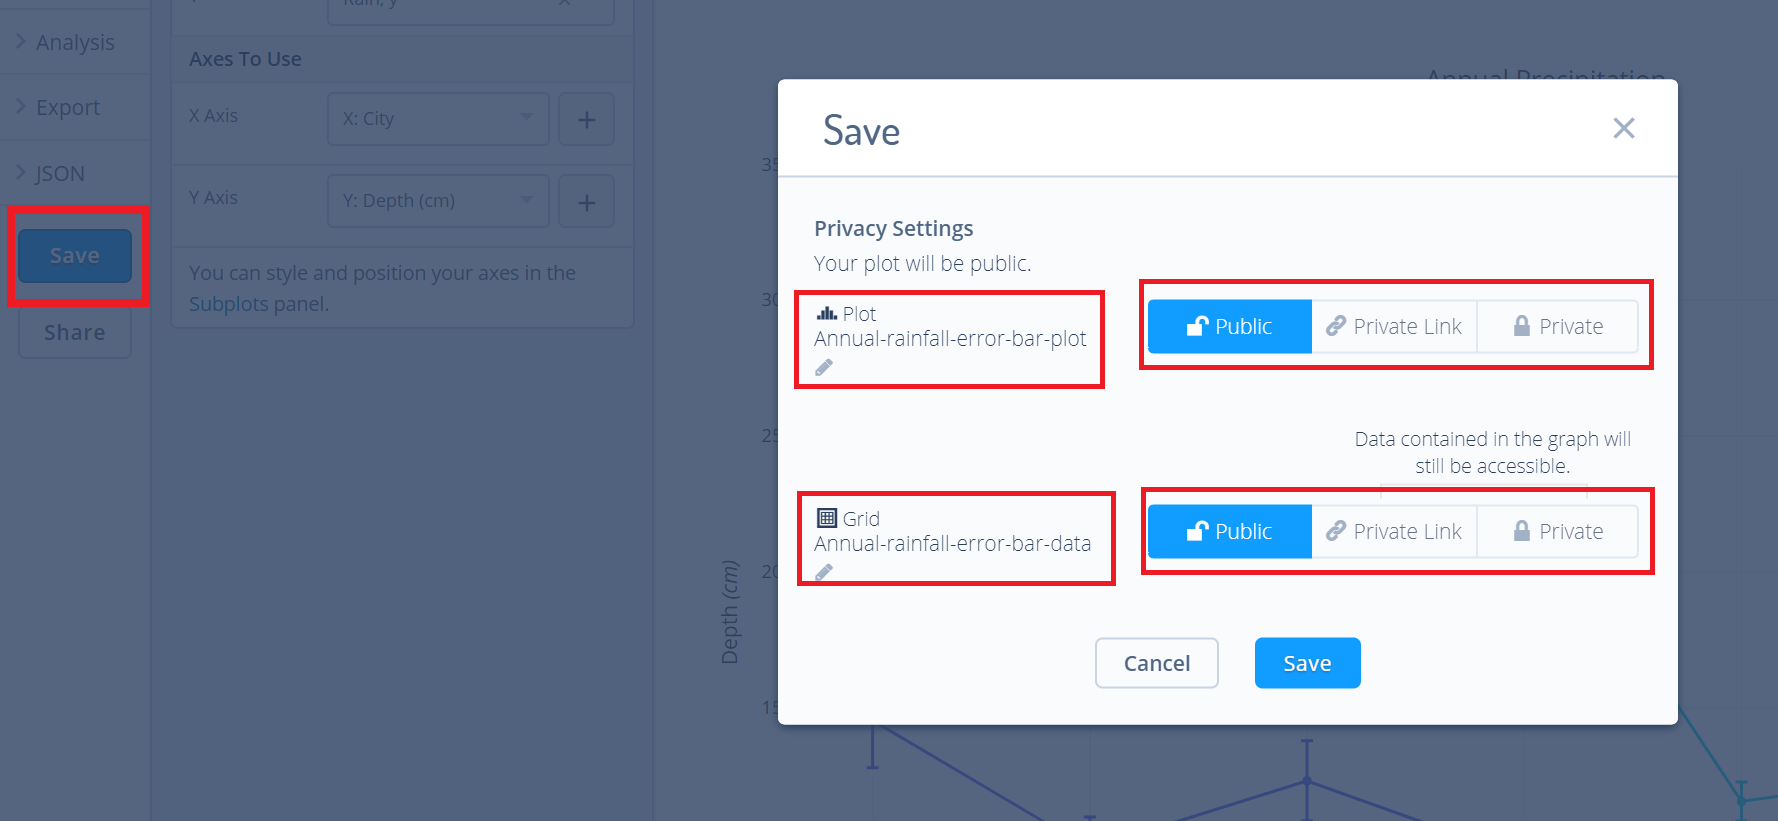 Analysis
Export
JSON
Save
Share
Axes To Use
X Axis
X: City
+
Y Axis
Y: Depth (cm)
+
You can style and position your axes in the
Subplots panel.
Annual Precipitation
35
30
25
20
15
Depth (cm)
Save
Privacy Settings
Your plot will be public.
Plot
Annual-rainfall-error-bar-plot
Public
Private Link
Private
Data contained in the graph will
still be accessible.
Grid
Annual-rainfall-error-bar-data
Public
Private Link
Private
Cancel
Save